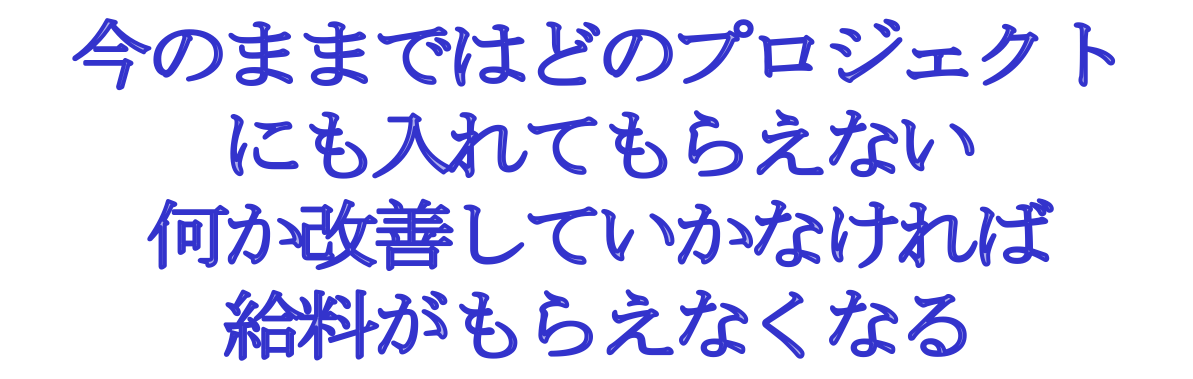 今のままではどのプロジェクト
にも入れてもらえない
何か改善していかなければ
給料がもらえなくなる